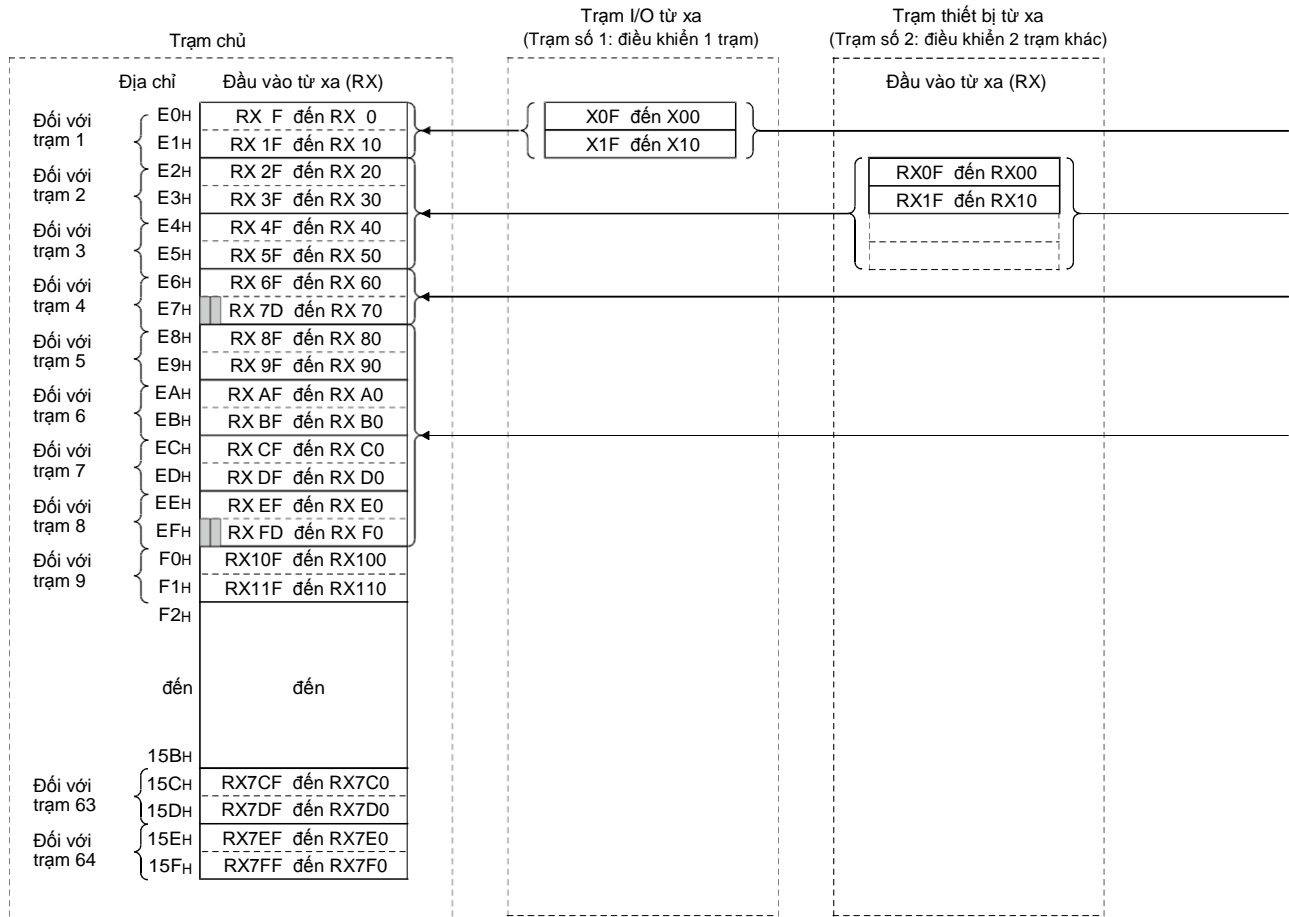 Trạm chủ
Trạm I/O từ xa
(Trạm số 1: điều khiển 1 trạm)
Trạm thiết bị từ xa
(Trạm số 2: điều khiển 2 trạm khác)
Địa chỉ Đầu vào từ xa (RX)
Đầu vào từ xa (RX)
Đối với
trạm 1
E0H RX F đến RX 0
E1H RX 1F đến RX 10
X0F đến X00
X1F đến X10
Đối với
trạm 2
E2H RX 2F đến RX 20
E3H RX 3F đến RX 30
RX0F đến RX00
RX1F đến RX10
Đối với
trạm 3
E4H RX 4F đến RX 40
E5H RX 5F đến RX 50
Đối với
trạm 4
E6H RX 6F đến RX 60
E7H RX 7D đến RX 70
Đối với
trạm 5
E8H RX 8F đến RX 80
E9H RX 9F đến RX 90
Đối với
trạm 6
EAH RX AF đến RX A0
EBH RX BF đến RX B0
Đối với
trạm 7
ECH RX CF đến RX C0
EDH RX DF đến RX D0
Đối với
trạm 8
EEH RX EF đến RX E0
EFH RX FD đến RX F0
Đối với
trạm 9
F0H RX10F đến RX100
F1H RX11F đến RX110
F2H
đến đến
15BH
Đối với
trạm 63
15CH RX7CF đến RX7C0
15DH RX7DF đến RX7D0
Đối với
trạm 64
15EH RX7EF đến RX7E0
15FH RX7FF đến RX7F0